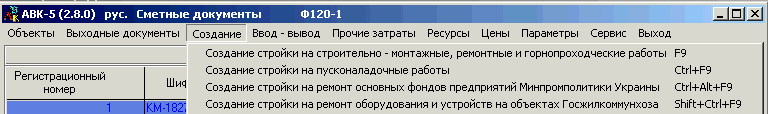 АВК-5 (2.8.0) рус. Сметные документы Ф120-1
Объекты Выходные документы Создание Ввод - вывод Прочие затраты Ресурсы Цены Параметры Сервис Выход
Создание стройки на строительно - монтажные, ремонтные и горнопроходческие работы F9
Создание стройки на пусконаладочные работы Ctrl+F9
Создание стройки на ремонт основных фондов предприятий Минпромполитики Украины Ctrl+Alt+F9
Создание стройки на ремонт оборудования и устройств на объектах Госжилкоммунхоза Shift+Ctrl+F9
Регистрационный
номер
Шиф
1 КМ-1827